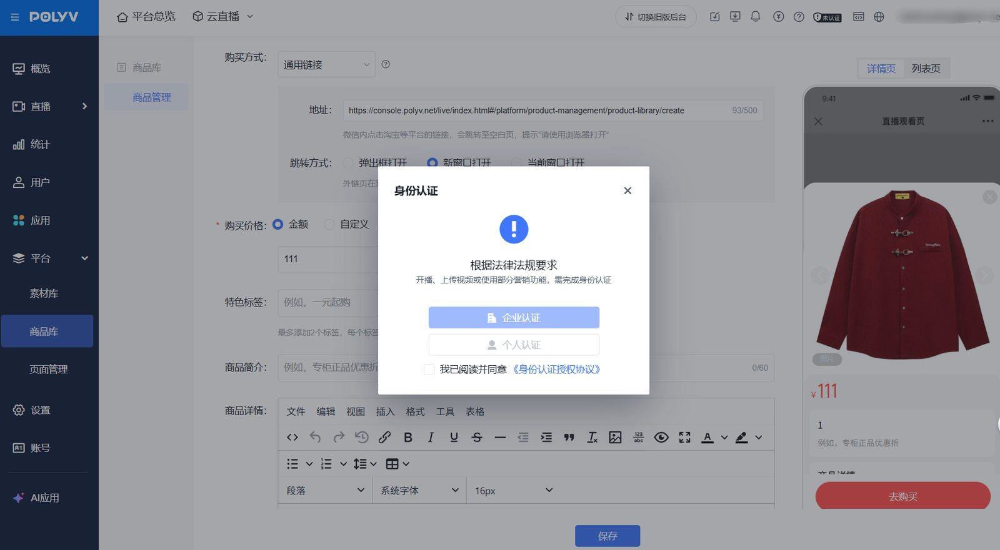 POLYV
平台总览
云直播
切换旧版后台
未认证
概览
直播
统计
用户
应用
平台
素材库
商品库
页面管理
设置
账号
AI应用
商品库
商品管理
购买方式：
通用链接
地址：
https://console.polyv.net/live/index.html#/platform/product-management/product-library/create
93/500
微信内点击淘宝等平台的链接，会跳转至空白页，提示"请使用浏览器打开"
跳转方式：
弹出框打开
新窗口打开
当前窗口打开
外链页在新
* 购买价格：
金额
自定义
111
特色标签：
例如，一元起购
最多添加2个标签，每个标签
商品简介：
例如，专柜正品优惠折
0/60
商品详情：
文件 编辑 视图 插入 格式 工具 表格
段落
系统字体
16px
保存
身份认证
根据法律法规要求
开播、上传视频或使用部分营销功能，需完成身份认证
企业认证
个人认证
我已阅读并同意《身份认证授权协议》
详情页
列表页
9:41
直播观看页
图片
¥111
1
例如，专柜正品优惠折
商品详情
去购买